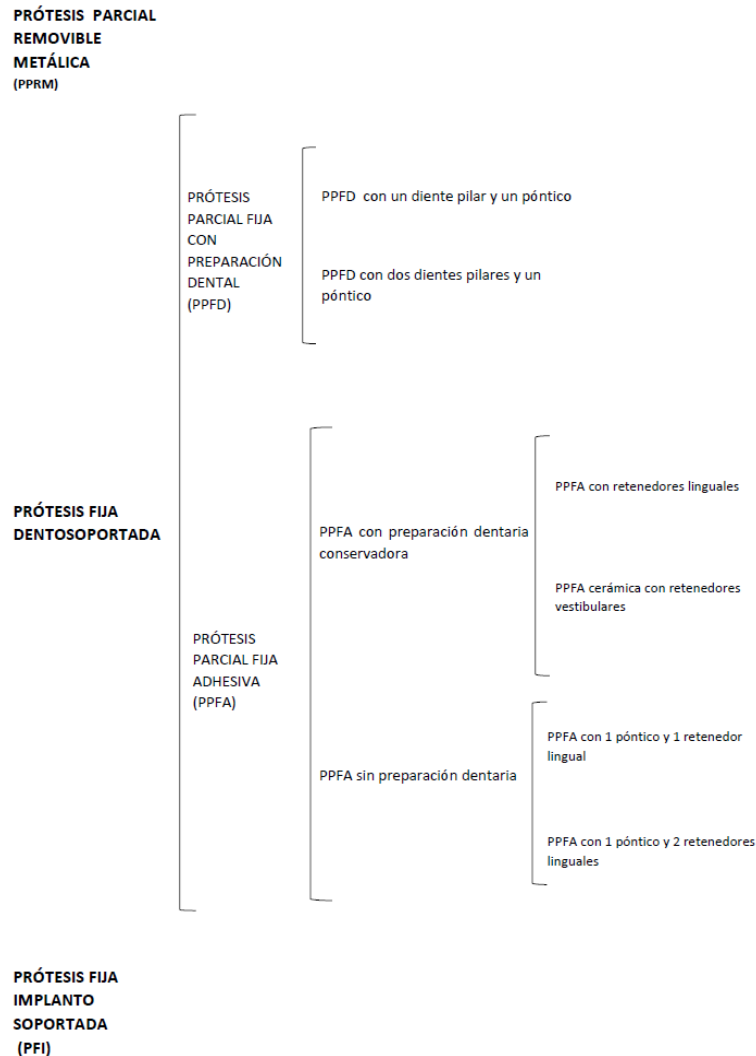 PRÓTESIS PARCIAL
REMOVIBLE
METÁLICA
(PPRM)
PRÓTESIS
PARCIAL FIJA
CON
PREPARACIÓN
DENTAL
(PPFD)
PPFD con un diente pilar y un póntico
PPFD con dos dientes pilares y un
póntico
PRÓTESIS FIJA
DENTOSOPORTADA
PRÓTESIS
PARCIAL FIJA
ADHESIVA
(PPFA)
PPFA con preparación dentaria
conservadora
PPFA con retenedores linguales
PPFA cerámica con retenedores
vestibulares
PPFA sin preparación dentaria
PPFA con 1 póntico y 1 retenedor
lingual
PPFA con 1 póntico y 2 retenedores
linguales
PRÓTESIS FIJA
IMPLANTO
SOPORTADA
(PFI)